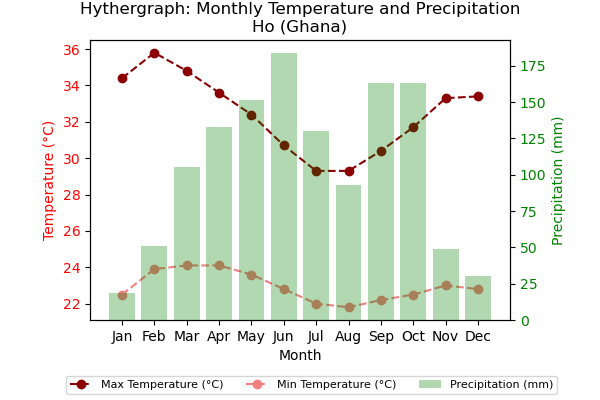 Hythergraph: Monthly Temperature and Precipitation
Ho (Ghana)
36
34
32
30
28
26
24
22
Temperature (°C)
175
150
125
100
75
50
25
0
Precipitation (mm)
Jan Feb Mar Apr May Jun Jul Aug Sep Oct Nov Dec
Month
Max Temperature (°C) Min Temperature (°C) Precipitation (mm)